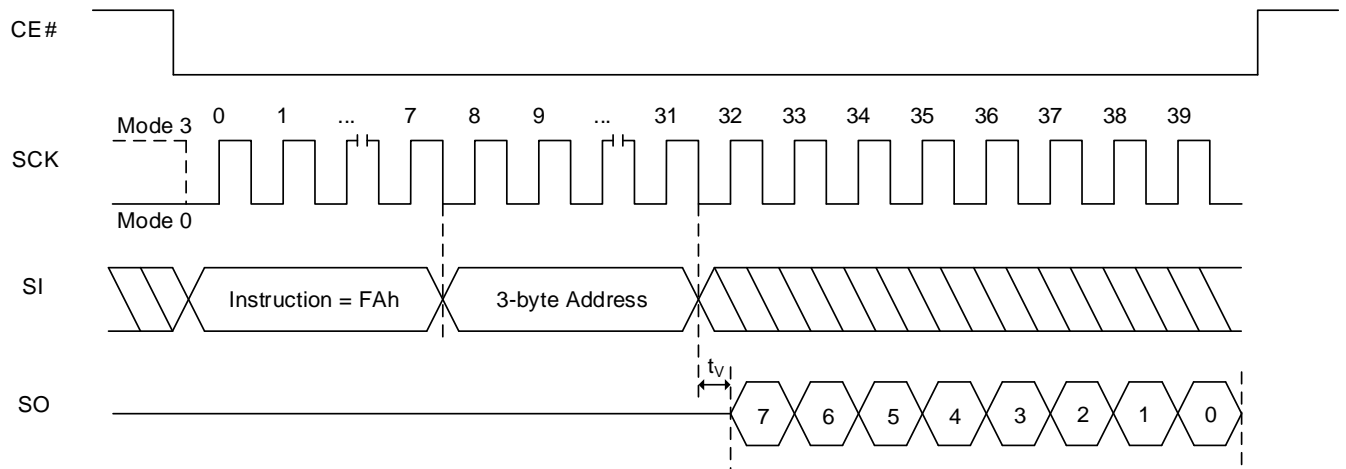 CE#
Mode 3 0 1 ... 7 8 9 ... 31 32 33 34 35 36 37 38 39
SCK
Mode 0
SI Instruction = FAh 3-byte Address
tV
SO 7 6 5 4 3 2 1 0